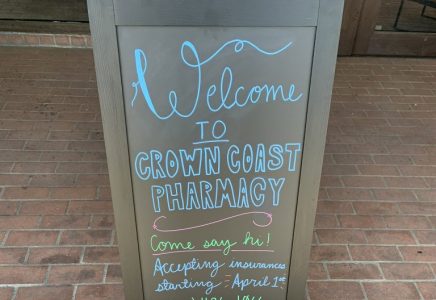 Welcome
TO
CROWN COAST
PHARMACY
Come say hi!
Accepting insurances
starting - April 1st